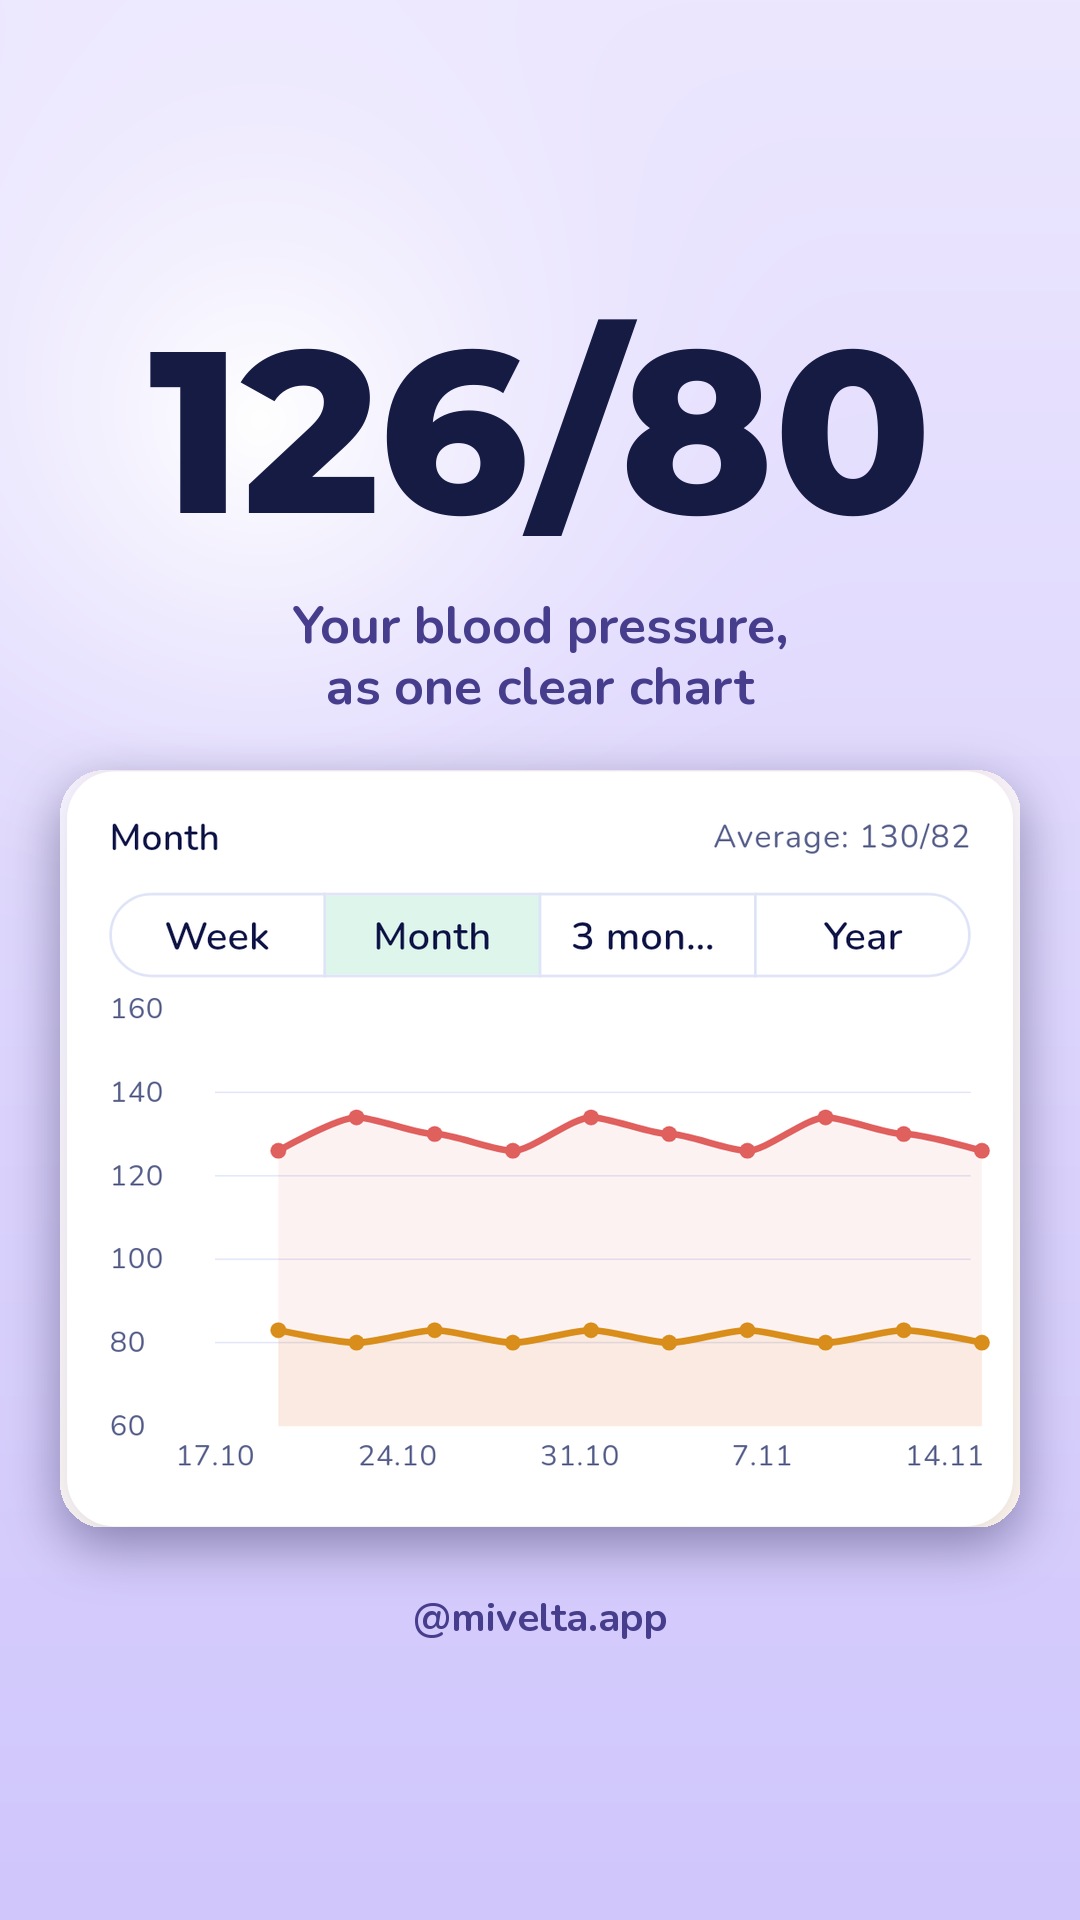 126/80
Your blood pressure,
as one clear chart
Month
Average: 130/82
Week
Month
3 mon...
Year
160
140
120
100
80
60
17.10
24.10
31.10
7.11
14.11
@mivelta.app